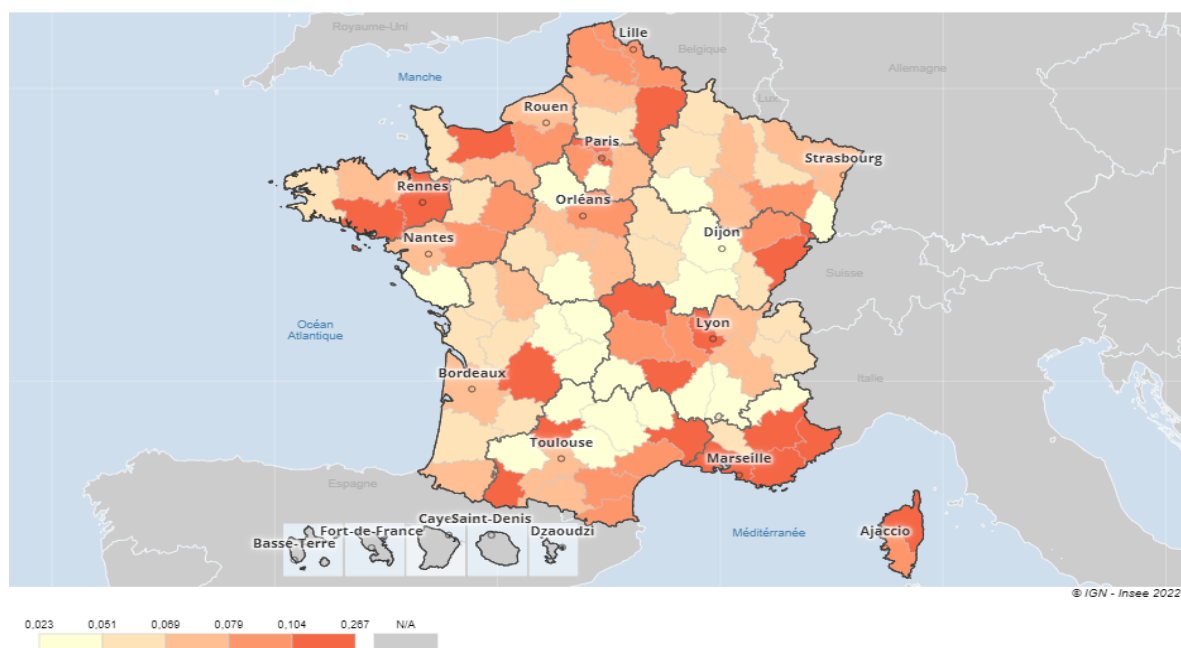 Royaume-Uni
Lille
Belgique
Allemagne
Manche
Lux.
Rouen
Paris
Strasbourg
Rennes
Orléans
Dijon
Nantes
Suisse
Océan
Atlantique
Lyon
Bordeaux
Italie
Toulouse
Marseille
Espagne
Méditérranée
Ajaccio
Basse-Terre
Fort-de-France
Caye
Saint-Denis
Dzaoudzi
© IGN - Insee 2022
0,023 0,051 0,069 0,079 0,104 0,267 N/A